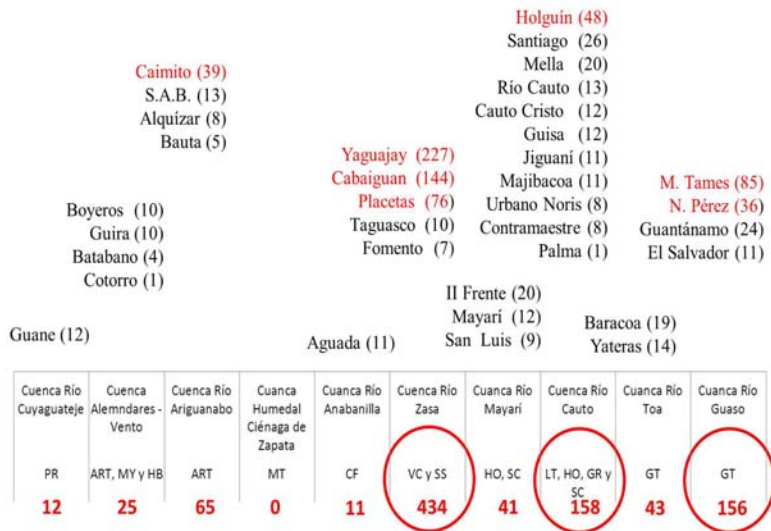 Holguín (48)
Santiago (26)
Mella (20)
Río Cauto (13)
Cauto Cristo (12)
Guisa (12)
Jiguaní (11)
Majibacoa (11)
Urbano Noris (8)
Contramaestre (8)
Palma (1)
Caimito (39)
S.A.B. (13)
Alquízar (8)
Bauta (5)
Yaguajay (227)
Cabaiguan (144)
Placetas (76)
Taguasco (10)
Fomento (7)
M. Tames (85)
N. Pérez (36)
Guantánamo (24)
El Salvador (11)
Boyeros (10)
Guira (10)
Batabano (4)
Cotorro (1)
II Frente (20)
Mayarí (12)
San Luis (9)
Baracoa (19)
Yateras (14)
Guane (12)
Aguada (11)
Cuenca Río
Cuyaguateje
PR
12
Cuenca
Alemndares -
Vento
ART, MY y HB
25
Cuenca Río
Ariguanabo
ART
65
Cuanca
Humedal
Ciénaga de
Zapata
MT
0
Cuanca Río
Anabanilla
CF
11
Cuenca Río
Zasa
VC y SS
434
Cuanca Río
Mayarí
HO, SC
41
Cuenca Río
Cauto
LT, HO, GR y
SC
158
Cuanca Río
Toa
GT
43
Cuanca Río
Guaso
GT
156